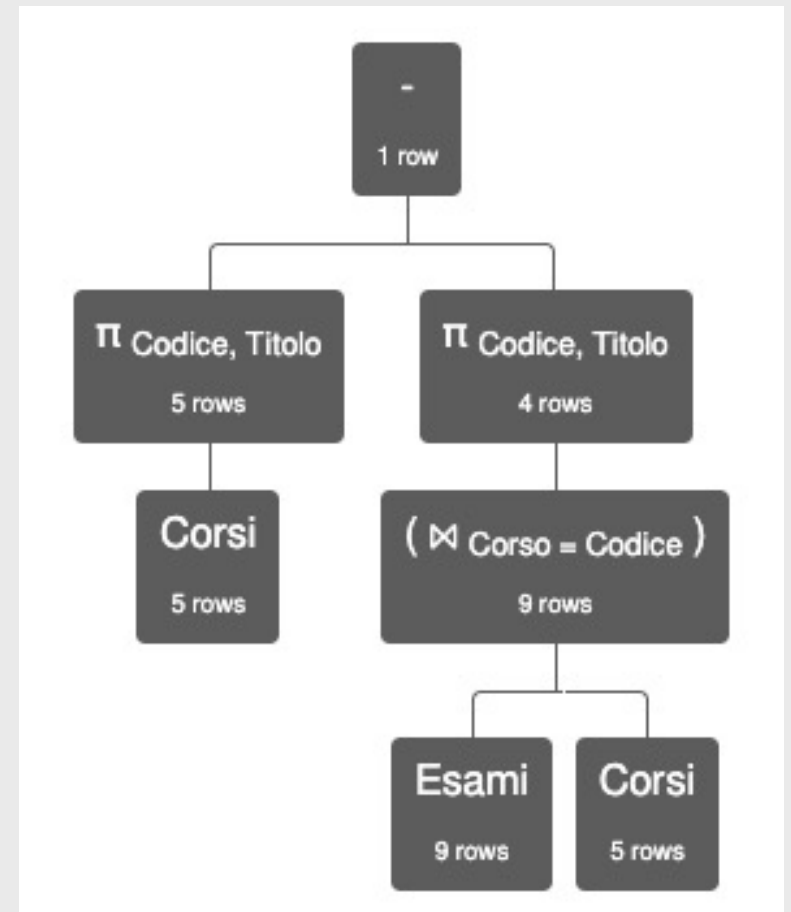 -
1 row
π Codice, Titolo
5 rows
π Codice, Titolo
4 rows
Corsi
5 rows
( ⋈ Corso = Codice )
9 rows
Esami
9 rows
Corsi
5 rows